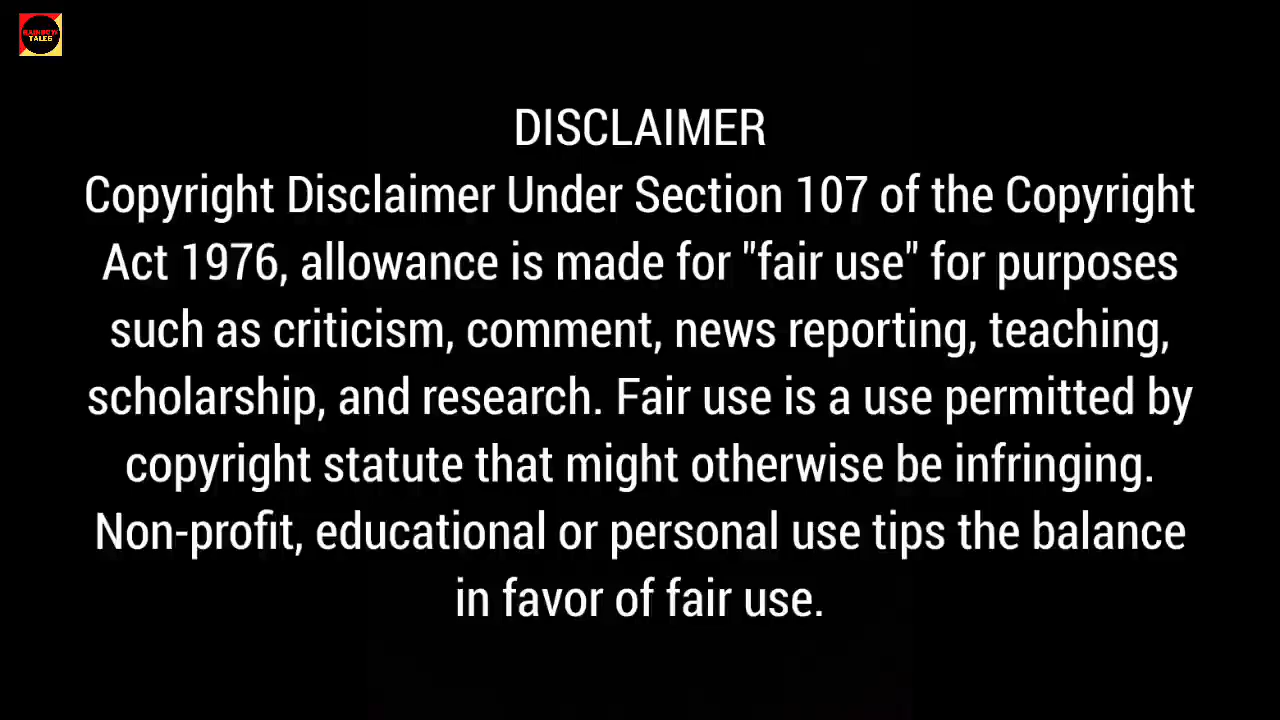 RAINBOW
TALES
DISCLAIMER
Copyright Disclaimer Under Section 107 of the Copyright
Act 1976, allowance is made for "fair use" for purposes
such as criticism, comment, news reporting, teaching,
scholarship, and research. Fair use is a use permitted by
copyright statute that might otherwise be infringing.
Non-profit, educational or personal use tips the balance
in favor of fair use.